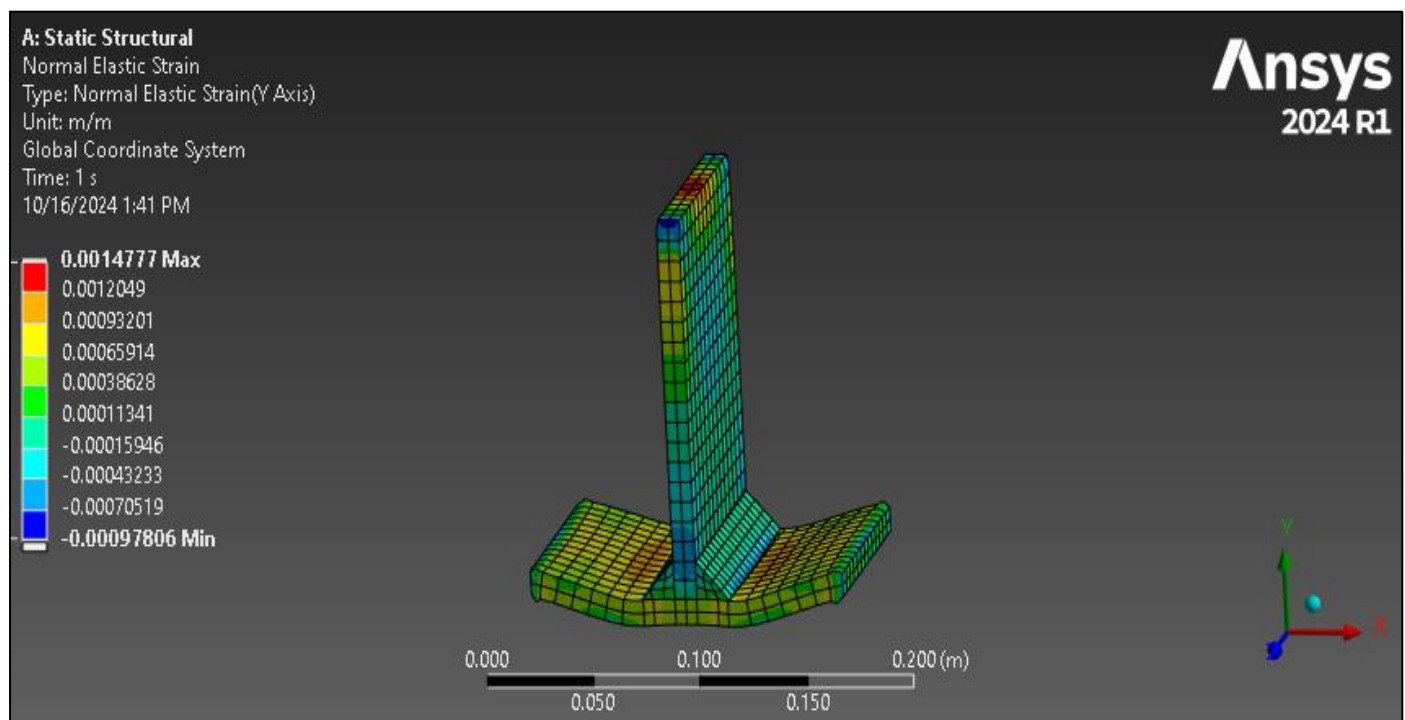 A: Static Structural
Normal Elastic Strain
Type: Normal Elastic Strain(Y Axis)
Unit: m/m
Global Coordinate System
Time: 1 s
10/16/2024 1:41 PM
0.0014777 Max
0.0012049
0.00093201
0.00065914
0.00038628
0.00011341
-0.00015946
-0.00043233
-0.00070519
-0.00097806 Min
Ansys
2024 R1
0.000 0.100 0.200 (m)
0.050 0.150
Y
X